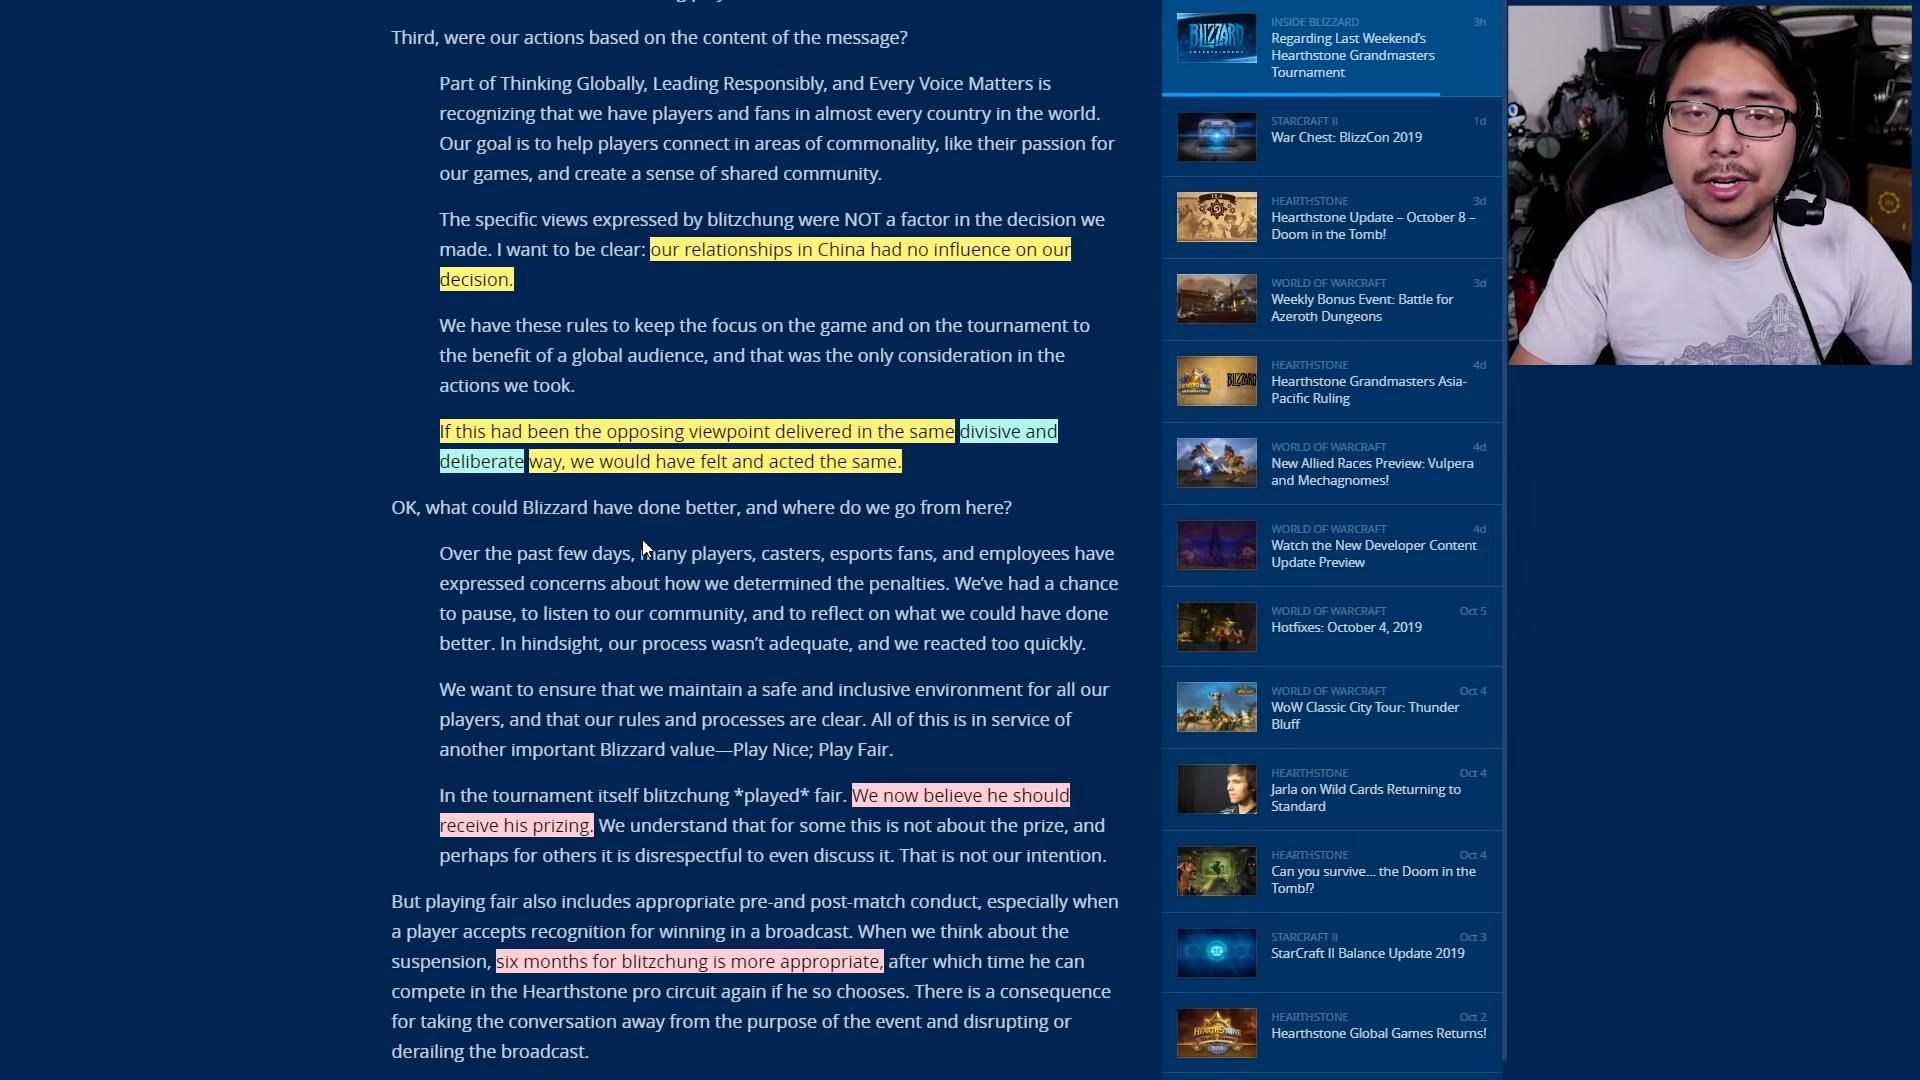 Third, were our actions based on the content of the message?
Part of Thinking Globally, Leading Responsibly, and Every Voice Matters is
recognizing that we have players and fans in almost every country in the world.
Our goal is to help players connect in areas of commonality, like their passion for
our games, and create a sense of shared community.
The specific views expressed by blitzchung were NOT a factor in the decision we
made. I want to be clear: our relationships in China had no influence on our
decision.
We have these rules to keep the focus on the game and on the tournament to
the benefit of a global audience, and that was the only consideration in the
actions we took.
If this had been the opposing viewpoint delivered in the same divisive and
deliberate way, we would have felt and acted the same.
OK, what could Blizzard have done better, and where do we go from here?
Over the past few days, many players, casters, esports fans, and employees have
expressed concerns about how we determined the penalties. We’ve had a chance
to pause, to listen to our community, and to reflect on what we could have done
better. In hindsight, our process wasn’t adequate, and we reacted too quickly.
We want to ensure that we maintain a safe and inclusive environment for all our
players, and that our rules and processes are clear. All of this is in service of
another important Blizzard value—Play Nice; Play Fair.
In the tournament itself blitzchung *played* fair. We now believe he should
receive his prizing. We understand that for some this is not about the prize, and
perhaps for others it is disrespectful to even discuss it. That is not our intention.
But playing fair also includes appropriate pre-and post-match conduct, especially when
a player accepts recognition for winning in a broadcast. When we think about the
suspension, six months for blitzchung is more appropriate, after which time he can
compete in the Hearthstone pro circuit again if he so chooses. There is a consequence
for taking the conversation away from the purpose of the event and disrupting or
derailing the broadcast.
BLIZZARD
ENTERTAINMENT
INSIDE BLIZZARD 3h
Regarding Last Weekend’s
Hearthstone Grandmasters
Tournament
STARCRAFT II 1d
War Chest: BlizzCon 2019
HEARTHSTONE 3d
Hearthstone Update – October 8 –
Doom in the Tomb!
WORLD OF WARCRAFT 3d
Weekly Bonus Event: Battle for
Azeroth Dungeons
HEARTHSTONE 4d
Hearthstone Grandmasters Asia-
Pacific Ruling
WORLD OF WARCRAFT 4d
New Allied Races Preview: Vulpera
and Mechagnomes!
WORLD OF WARCRAFT 4d
Watch the New Developer Content
Update Preview
WORLD OF WARCRAFT Oct 5
Hotfixes: October 4, 2019
WORLD OF WARCRAFT Oct 4
WoW Classic City Tour: Thunder
Bluff
HEARTHSTONE Oct 4
Jarla on Wild Cards Returning to
Standard
HEARTHSTONE Oct 4
Can you survive… the Doom in the
Tomb!?
STARCRAFT II Oct 3
StarCraft II Balance Update 2019
HEARTHSTONE Oct 2
Hearthstone Global Games Returns!